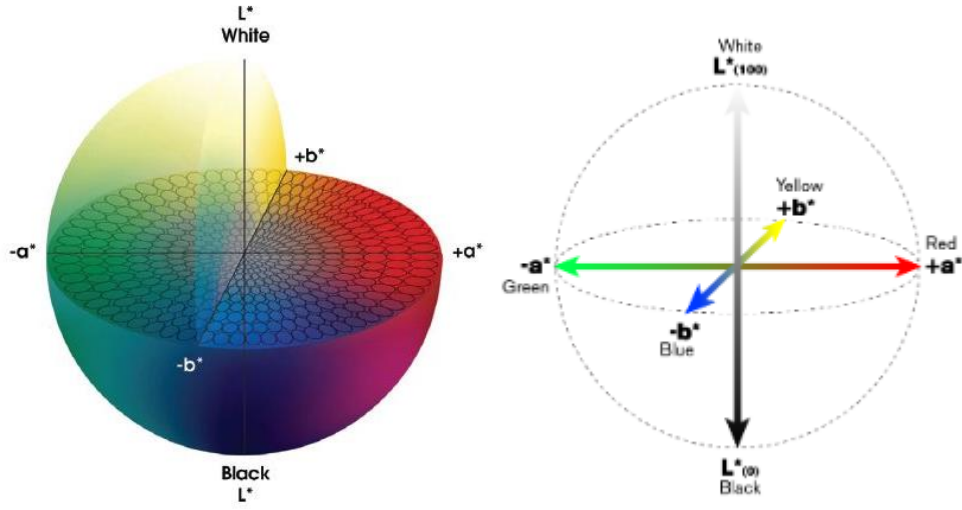 L*
White
+b*
-a*
+a*
-b*
Black
L*
White
L*(100)
Yellow
+b*
Red
+a*
-a*
Green
-b*
Blue
L*(0)
Black